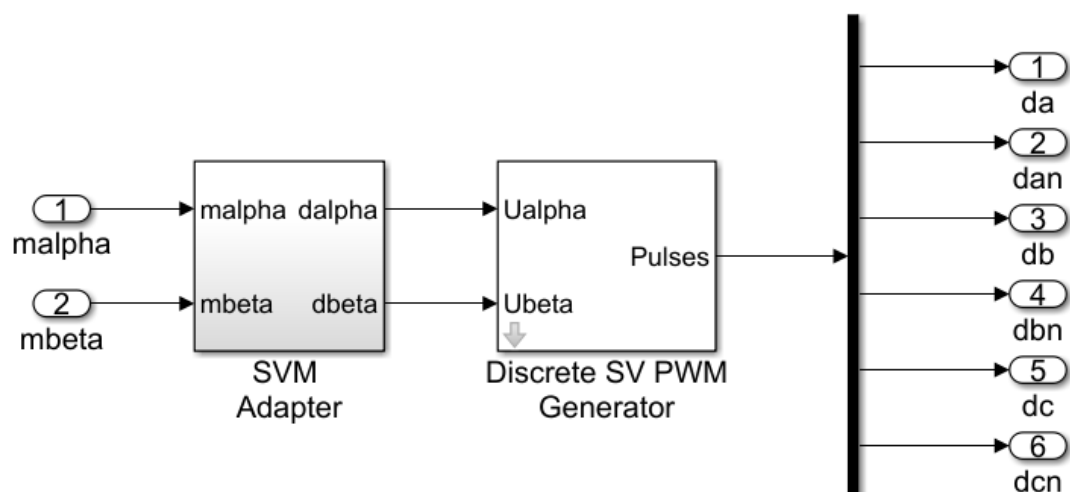 1
malpha
2
mbeta
malpha dalpha
mbeta dbeta
SVM
Adapter
Ualpha
Pulses
Ubeta
Discrete SV PWM
Generator
1
da
2
dan
3
db
4
dbn
5
dc
6
dcn